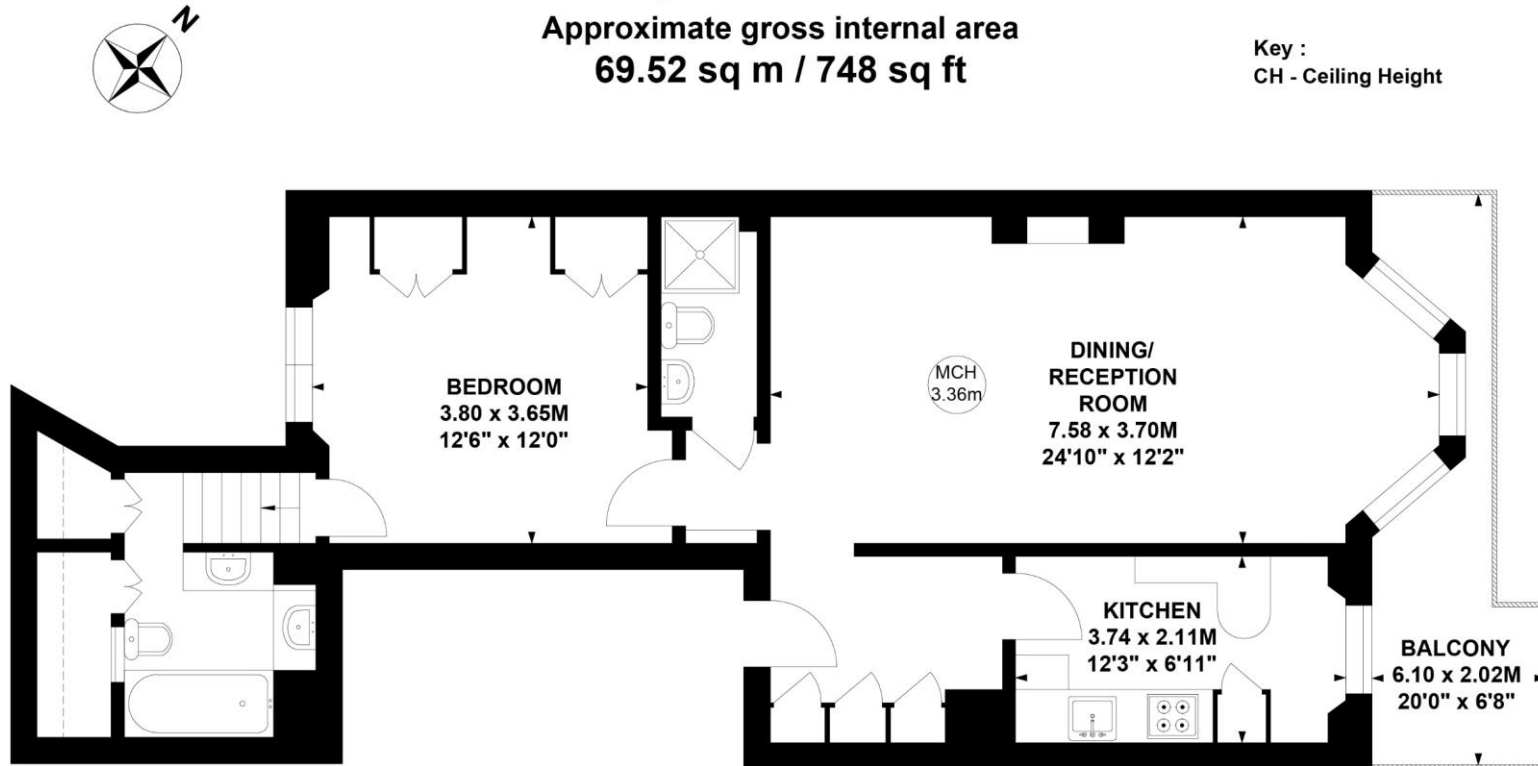 N
Approximate gross internal area
69.52 sq m / 748 sq ft
Key :
CH - Ceiling Height
BEDROOM
3.80 x 3.65M
12'6" x 12'0"
MCH
3.36m
DINING/
RECEPTION
ROOM
7.58 x 3.70M
24'10" x 12'2"
KITCHEN
3.74 x 2.11M
12'3" x 6'11"
BALCONY
6.10 x 2.02M
20'0" x 6'8"